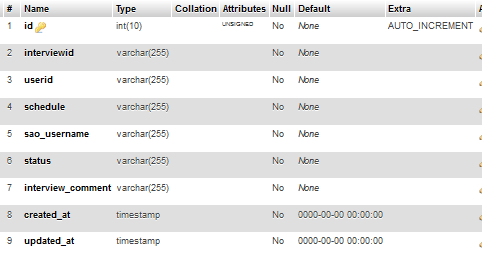 # Name Type Collation Attributes Null Default Extra
1 id int(10) UNSIGNED No None AUTO_INCREMENT
2 interviewid varchar(255) No None
3 userid varchar(255) No None
4 schedule varchar(255) No None
5 sao_username varchar(255) No None
6 status varchar(255) No None
7 interview_comment varchar(255) No None
8 created_at timestamp No 0000-00-00 00:00:00
9 updated_at timestamp No 0000-00-00 00:00:00